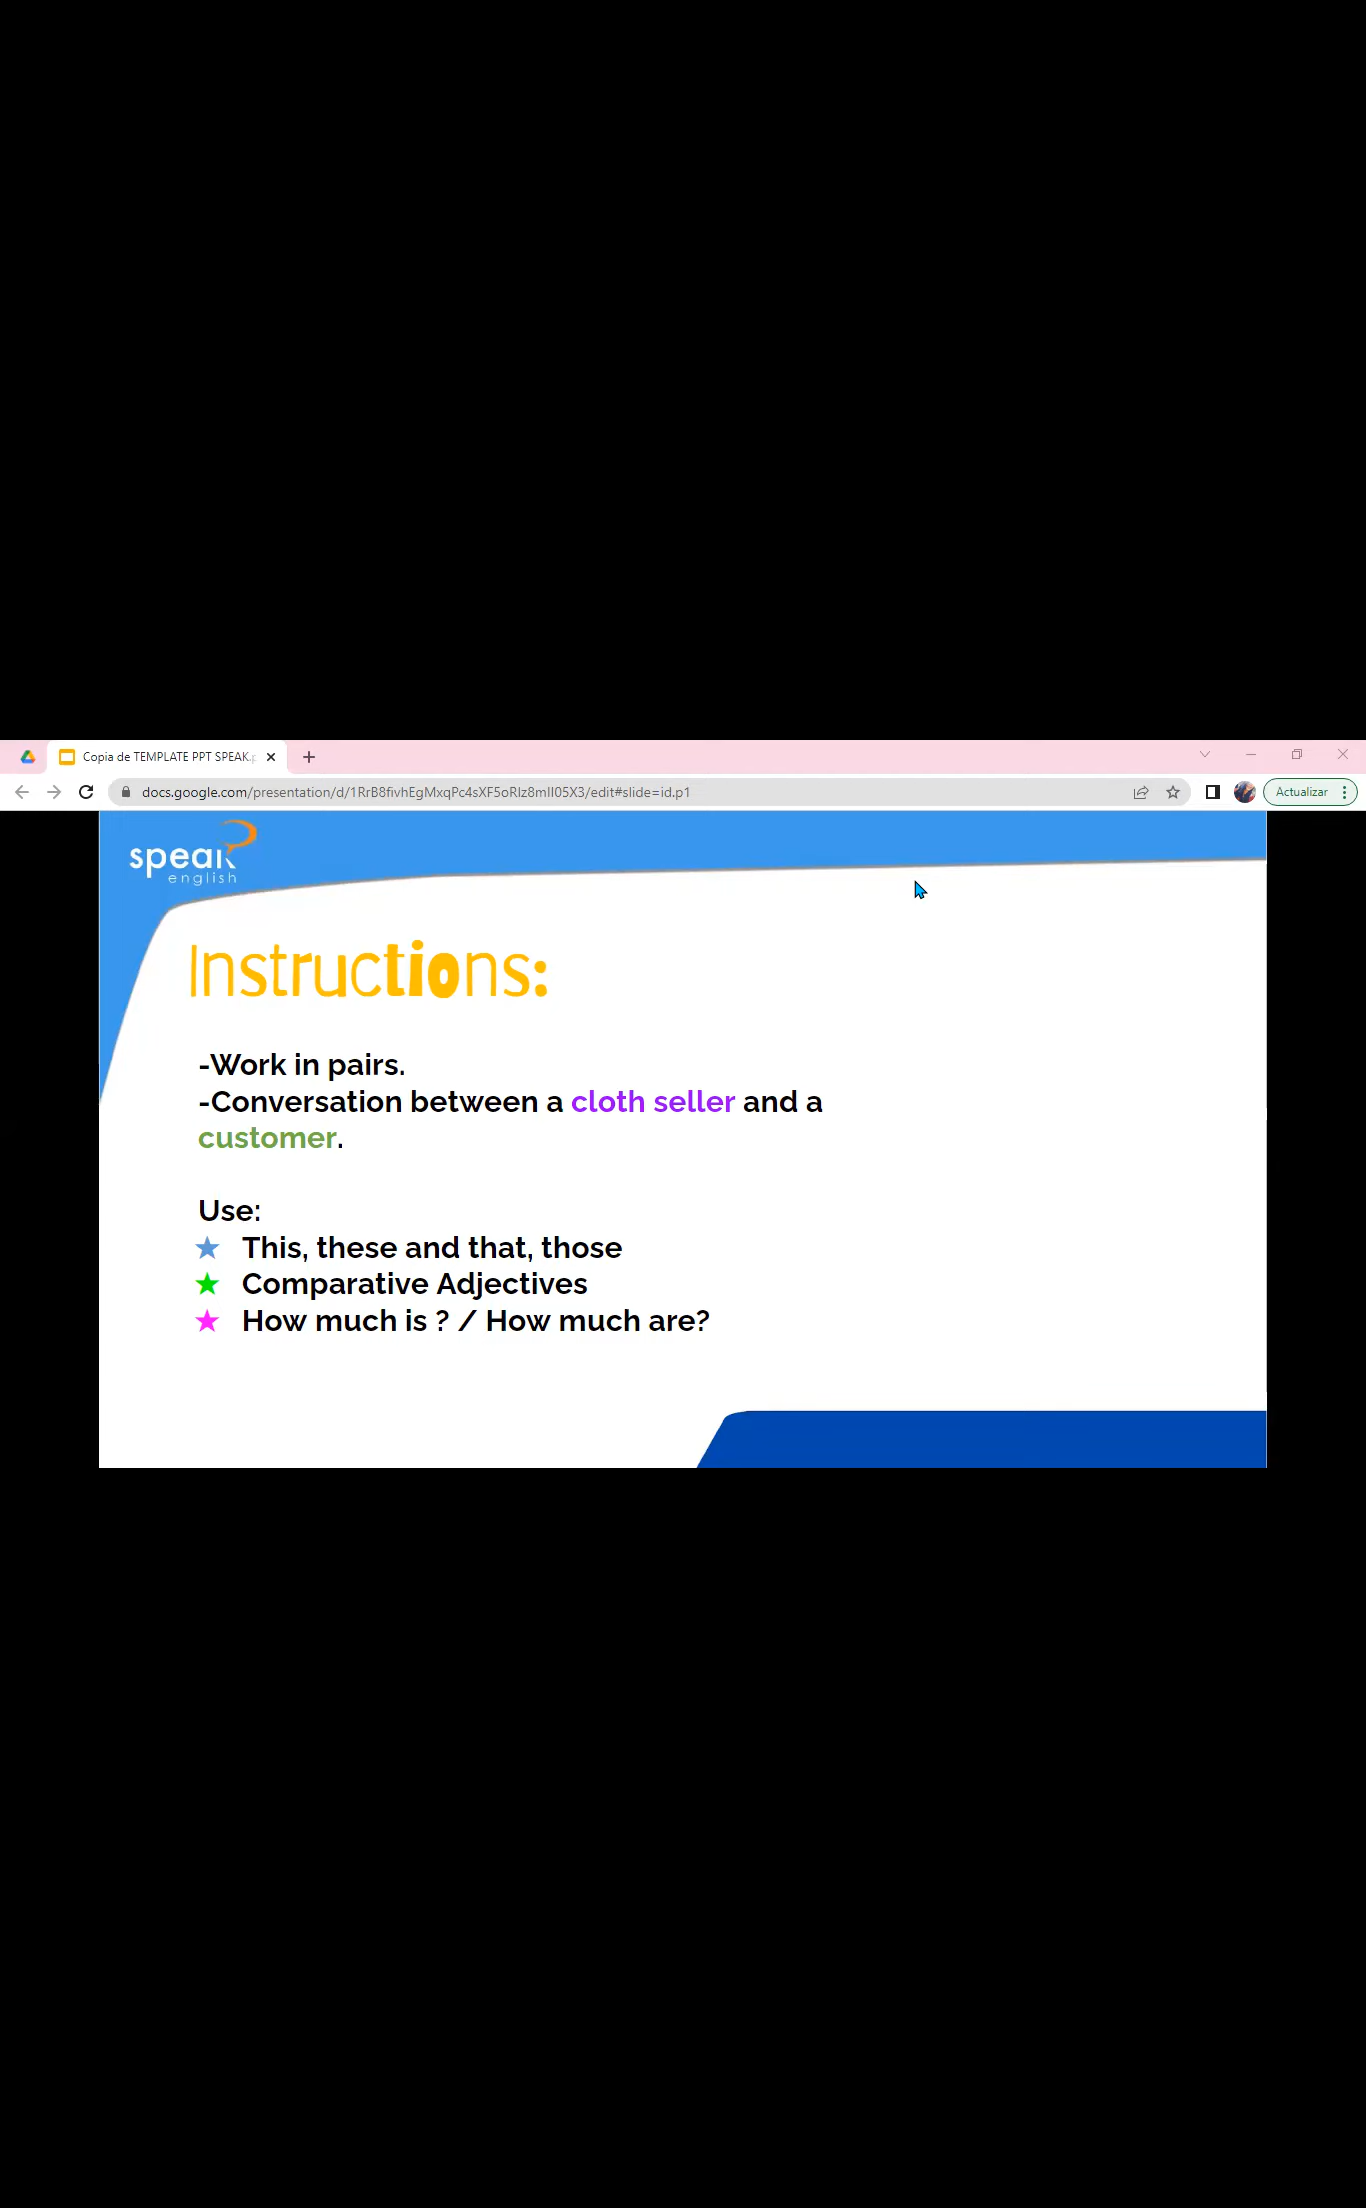 Copia de TEMPLATE PPT SPEAK.p
docs.google.com/presentation/d/1RrB8fivhEgMxqPc4sXF5oRlz8mIl05X3/edit#slide=id.p1
Actualizar
speak
english
Instructions:
-Work in pairs.
-Conversation between a cloth seller and a
customer.
Use:
★ This, these and that, those
★ Comparative Adjectives
★ How much is ? / How much are?